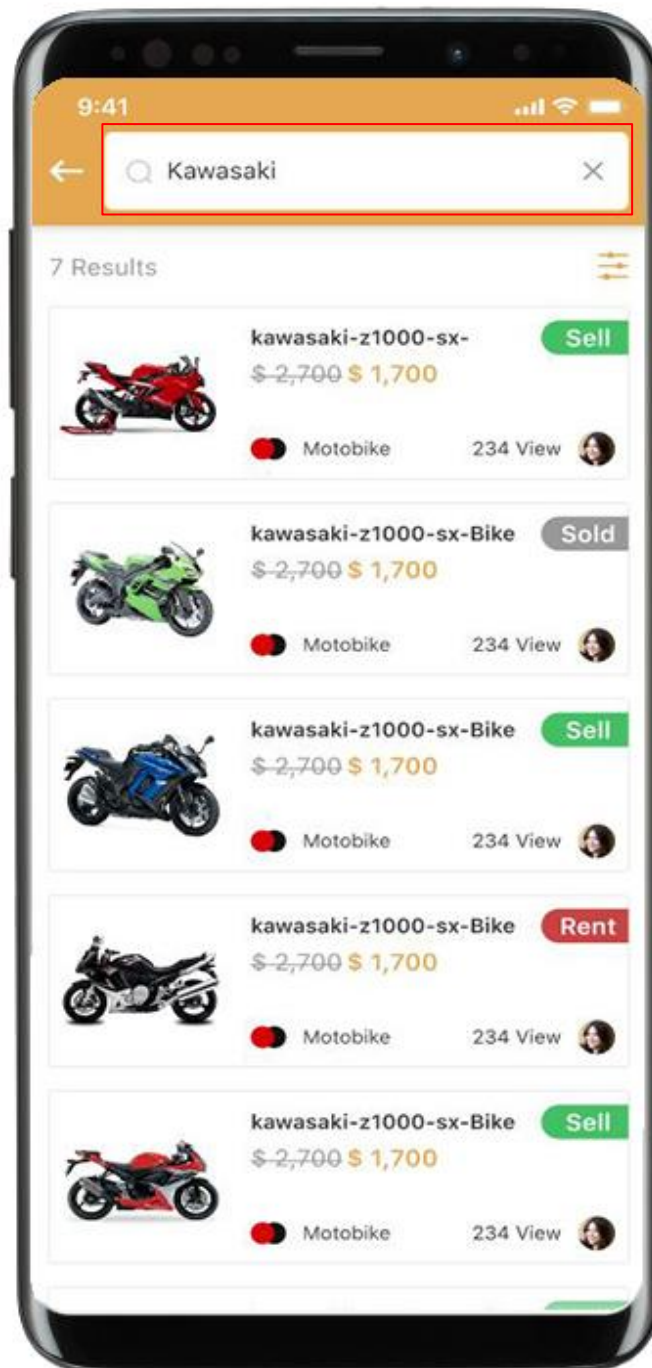 9:41
Kawasaki
7 Results
kawasaki-z1000-sx-
Sell
$ 2,700 $ 1,700
Motobike 234 View
kawasaki-z1000-sx-Bike
Sold
$ 2,700 $ 1,700
Motobike 234 View
kawasaki-z1000-sx-Bike
Sell
$ 2,700 $ 1,700
Motobike 234 View
kawasaki-z1000-sx-Bike
Rent
$ 2,700 $ 1,700
Motobike 234 View
kawasaki-z1000-sx-Bike
Sell
$ 2,700 $ 1,700
Motobike 234 View